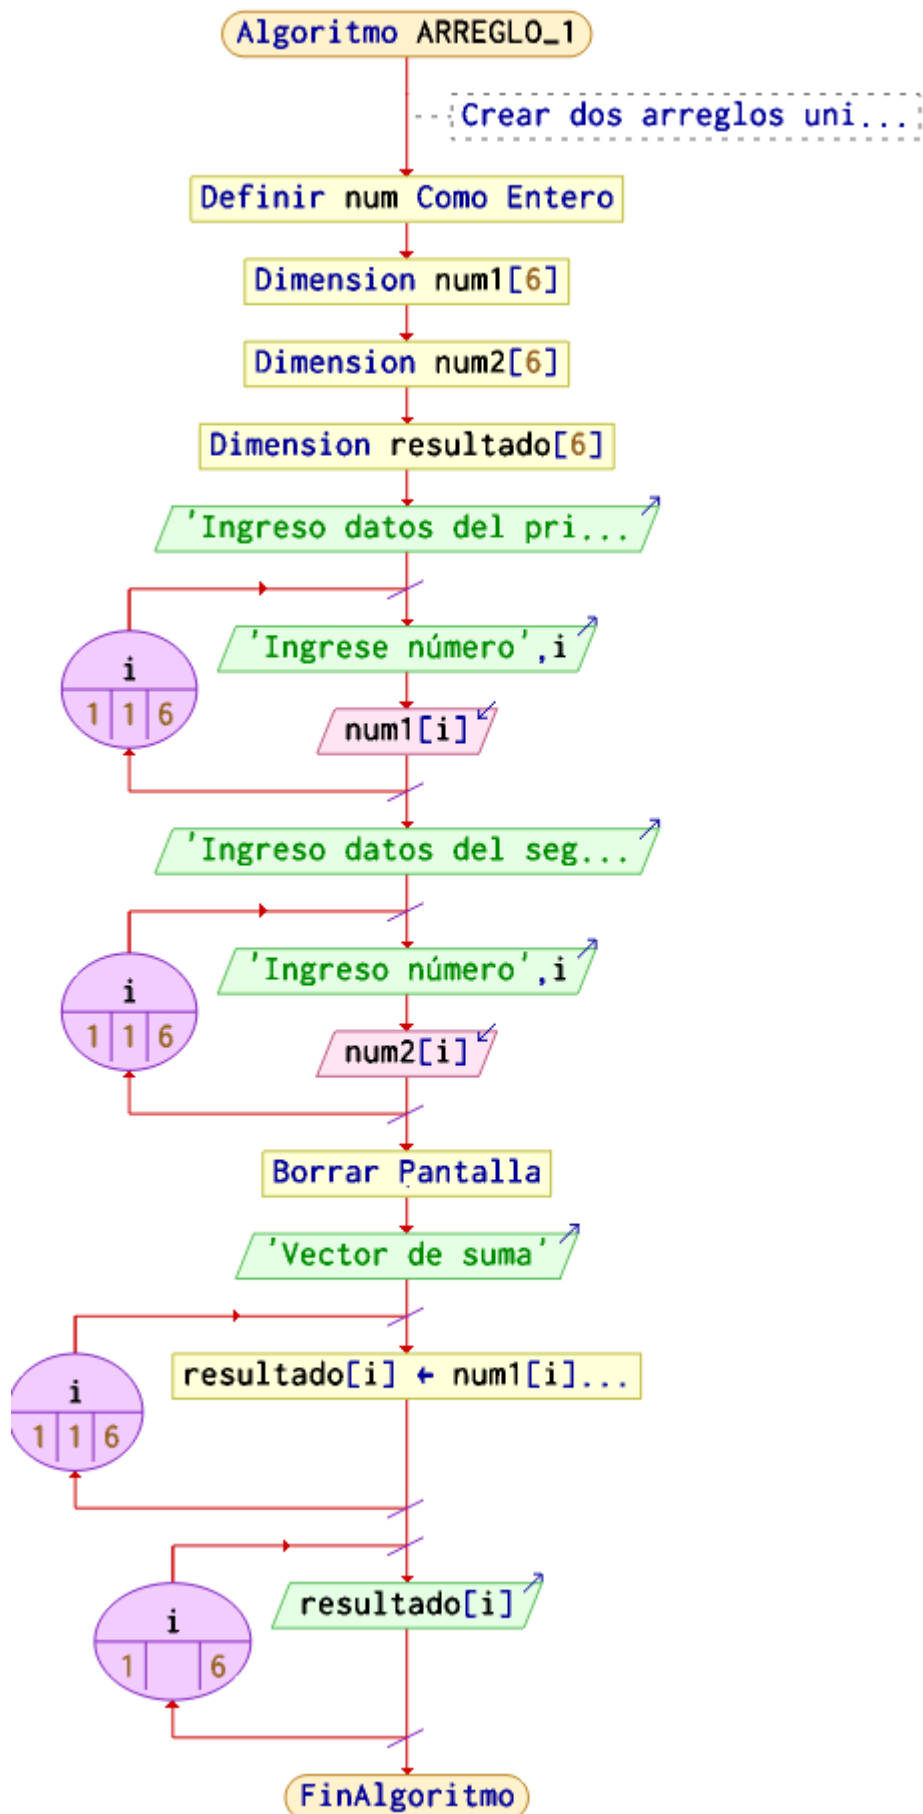 Algoritmo ARREGLO_1
Crear dos arreglos uni...
Definir num Como Entero
Dimension num1[6]
Dimension num2[6]
Dimension resultado[6]
'Ingreso datos del pri...
'Ingrese número',i
i
1 1 6
num1[i]
'Ingreso datos del seg...
'Ingreso número',i
i
1 1 6
num2[i]
Borrar Pantalla
'Vector de suma'
resultado[i] ← num1[i]...
i
1 1 6
resultado[i]
i
1 6
FinAlgoritmo